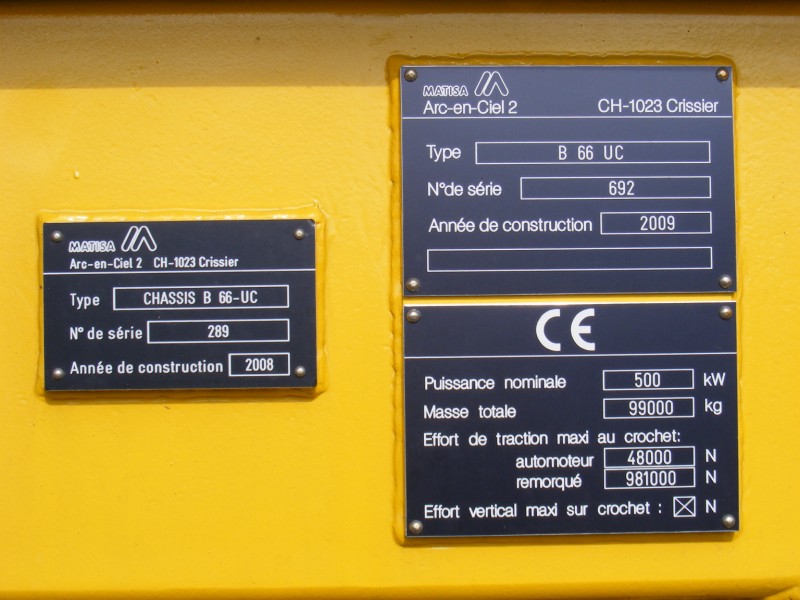 MATISA
Arc-en-Ciel 2 CH-1023 Crissier
Type CHASSIS B 66-UC
N° de série 289
Année de construction 2008
MATISA
Arc-en-Ciel 2 CH-1023 Crissier
Type B 66 UC
N°de série 692
Année de construction 2009
CE
Puissance nominale 500 kW
Masse totale 99000 kg
Effort de traction maxi au crochet:
automoteur 48000 N
remorqué 981000 N
Effort vertical maxi sur crochet : N